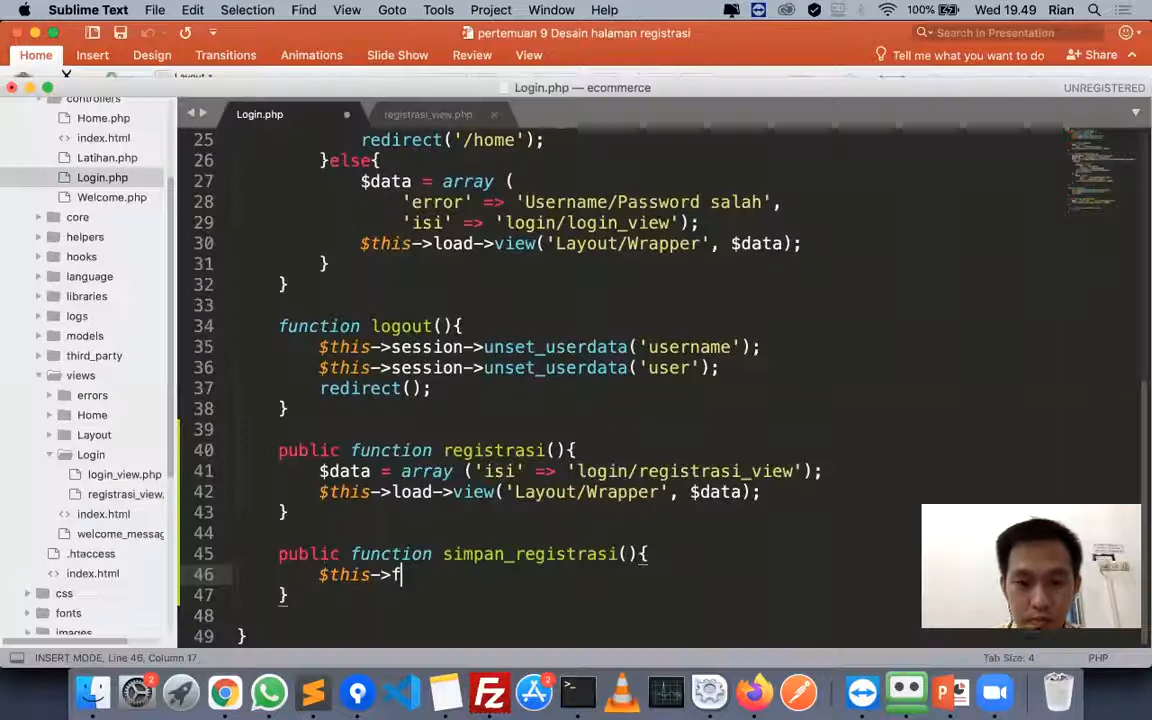 Sublime Text File Edit Selection Find View Goto Tools Project Window Help 100% Wed 19.49 Rian
pertemuan 9 Desain halaman registrasi
Search in Presentation
Home Insert Design Transitions Animations Slide Show Review View Tell me what you want to do Share
Layout
Login.php — ecommerce UNREGISTERED
controllers
Home.php
index.html
Latihan.php
Login.php
Welcome.php
core
helpers
hooks
language
libraries
logs
models
third_party
views
errors
Home
Layout
Login
login_view.php
registrasi_view.
index.html
welcome_messag
.htaccess
index.html
css
fonts
images
Login.php registrasi_view.php
25 redirect('/home');
26 }else{
27 $data = array (
28 'error' => 'Username/Password salah',
29 'isi' => 'login/login_view');
30 $this->load->view('Layout/Wrapper', $data);
31 }
32 }
33
34 function logout(){
35 $this->session->unset_userdata('username');
36 $this->session->unset_userdata('user');
37 redirect();
38 }
39
40 public function registrasi(){
41 $data = array ('isi' => 'login/registrasi_view');
42 $this->load->view('Layout/Wrapper', $data);
43 }
44
45 public function simpan_registrasi(){
46 $this->f
47 }
48
49 }
INSERT MODE, Line 46, Column 17 Tab Size: 4 PHP
2
2